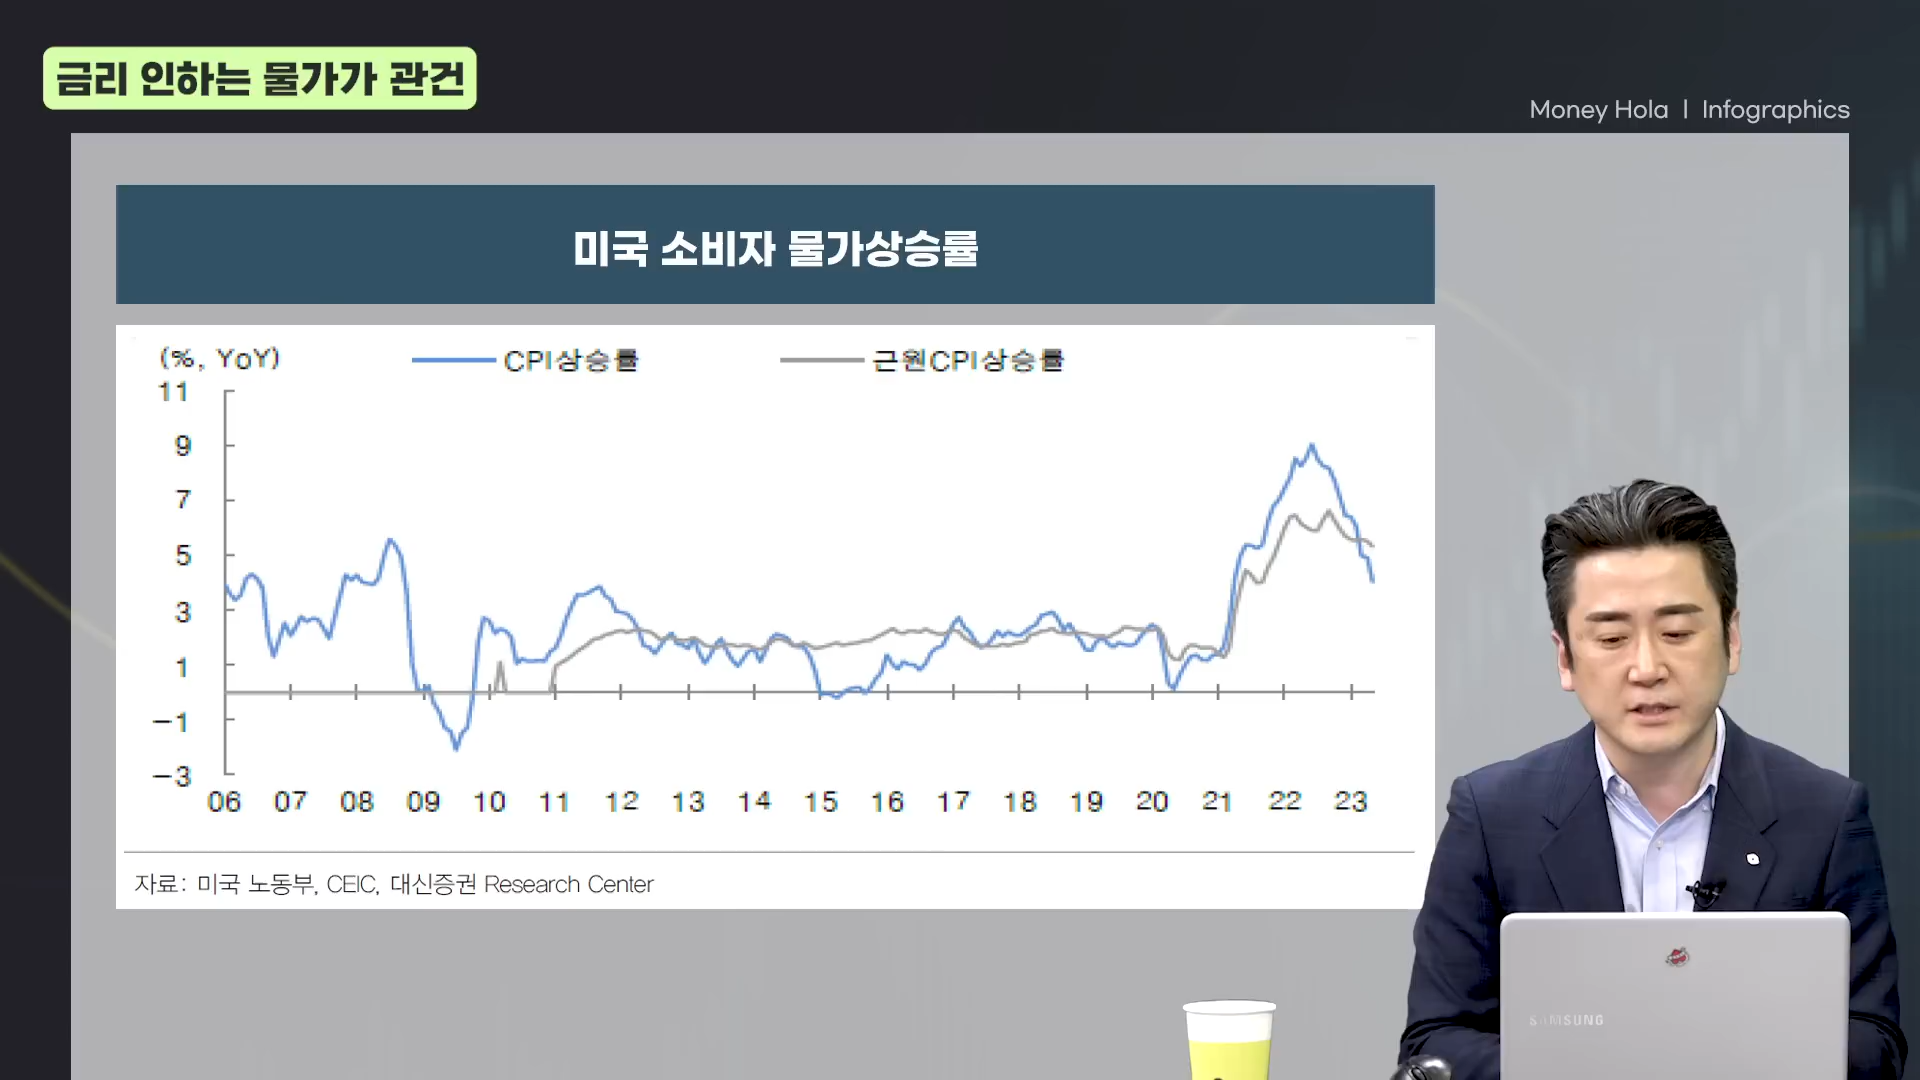 금리 인하는 물가가 관건
Money Hola | Infographics
미국 소비자 물가상승률
(%, YoY)
CPI상승률
근원CPI상승률
11
9
7
5
3
1
−1
−3
06 07 08 09 10 11 12 13 14 15 16 17 18 19 20 21 22 23
자료: 미국 노동부, CEIC, 대신증권 Research Center
SAMSUNG